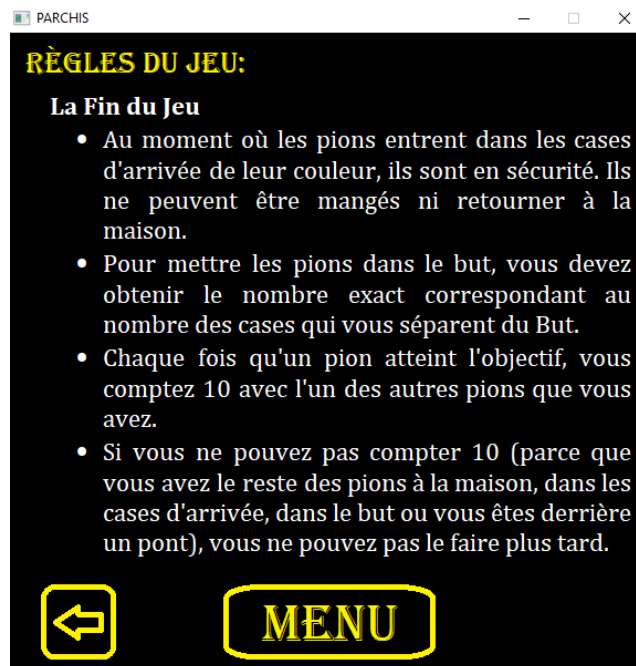 PARCHIS
RÈGLES DU JEU:
La Fin du Jeu
• Au moment où les pions entrent dans les cases
d'arrivée de leur couleur, ils sont en sécurité. Ils
ne peuvent être mangés ni retourner à la
maison.
• Pour mettre les pions dans le but, vous devez
obtenir le nombre exact correspondant au
nombre des cases qui vous séparent du But.
• Chaque fois qu'un pion atteint l'objectif, vous
comptez 10 avec l'un des autres pions que vous
avez.
• Si vous ne pouvez pas compter 10 (parce que
vous avez le reste des pions à la maison, dans les
cases d'arrivée, dans le but ou vous êtes derrière
un pont), vous ne pouvez pas le faire plus tard.
MENU